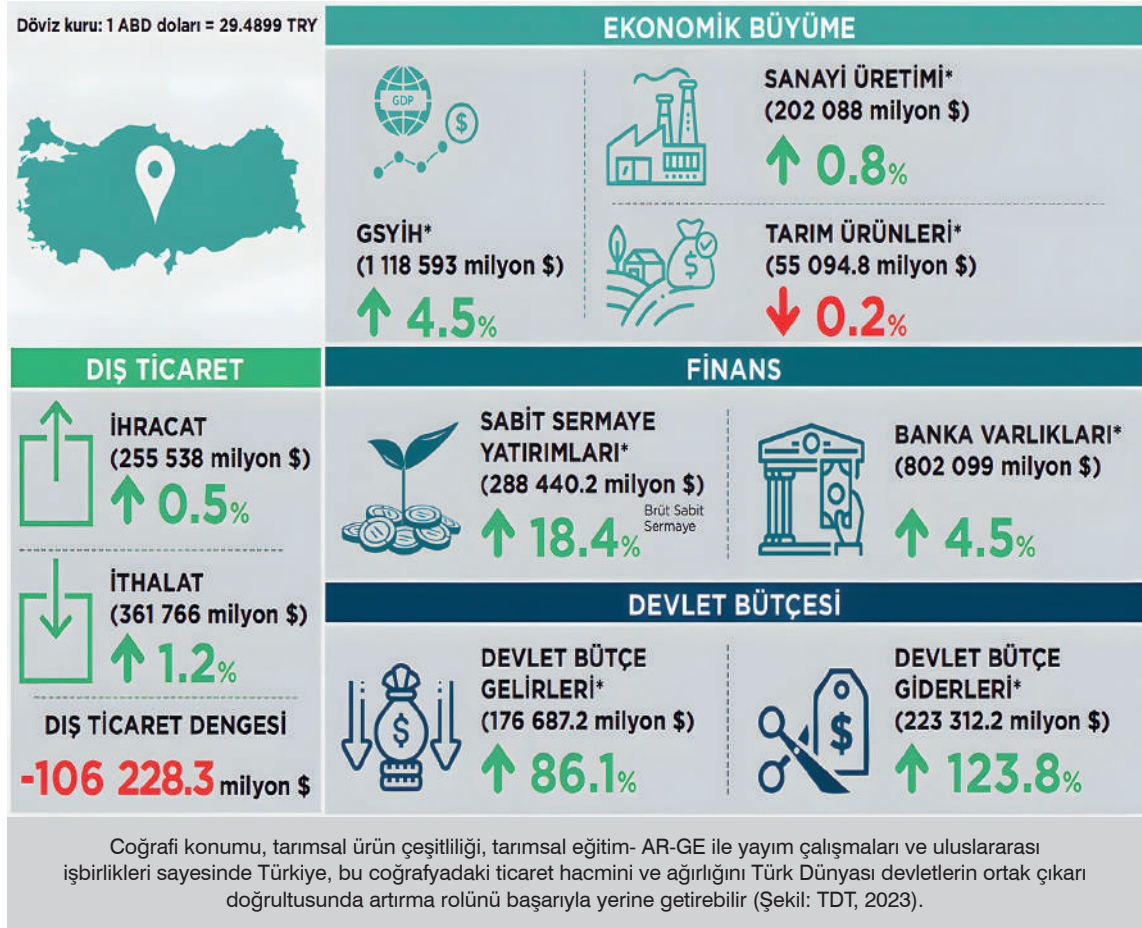 Döviz kuru: 1 ABD doları = 29.4899 TRY
EKONOMİK BÜYÜME
GDP
$
GSYİH*
(1 118 593 milyon $)
4.5%
SANAYİ ÜRETİMİ*
(202 088 milyon $)
0.8%
$
TARIM ÜRÜNLERİ*
(55 094.8 milyon $)
0.2%
DIŞ TİCARET
İHRACAT
(255 538 milyon $)
0.5%
İTHALAT
(361 766 milyon $)
1.2%
DIŞ TİCARET DENGESİ
-106 228.3 milyon $
FİNANS
SABİT SERMAYE
YATIRIMLARI*
(288 440.2 milyon $)
18.4%
Brüt Sabit
Sermaye
BANKA VARLIKLARI*
(802 099 milyon $)
4.5%
DEVLET BÜTÇESİ
$
DEVLET BÜTÇE
GELİRLERİ*
(176 687.2 milyon $)
86.1%
$
DEVLET BÜTÇE
GİDERLERİ*
(223 312.2 milyon $)
123.8%
Coğrafi konumu, tarımsal ürün çeşitliliği, tarımsal eğitim- AR-GE ile yayım çalışmaları ve uluslararası
işbirlikleri sayesinde Türkiye, bu coğrafyadaki ticaret hacmini ve ağırlığını Türk Dünyası devletlerin ortak çıkarı
doğrultusunda artırma rolünü başarıyla yerine getirebilir (Şekil: TDT, 2023).